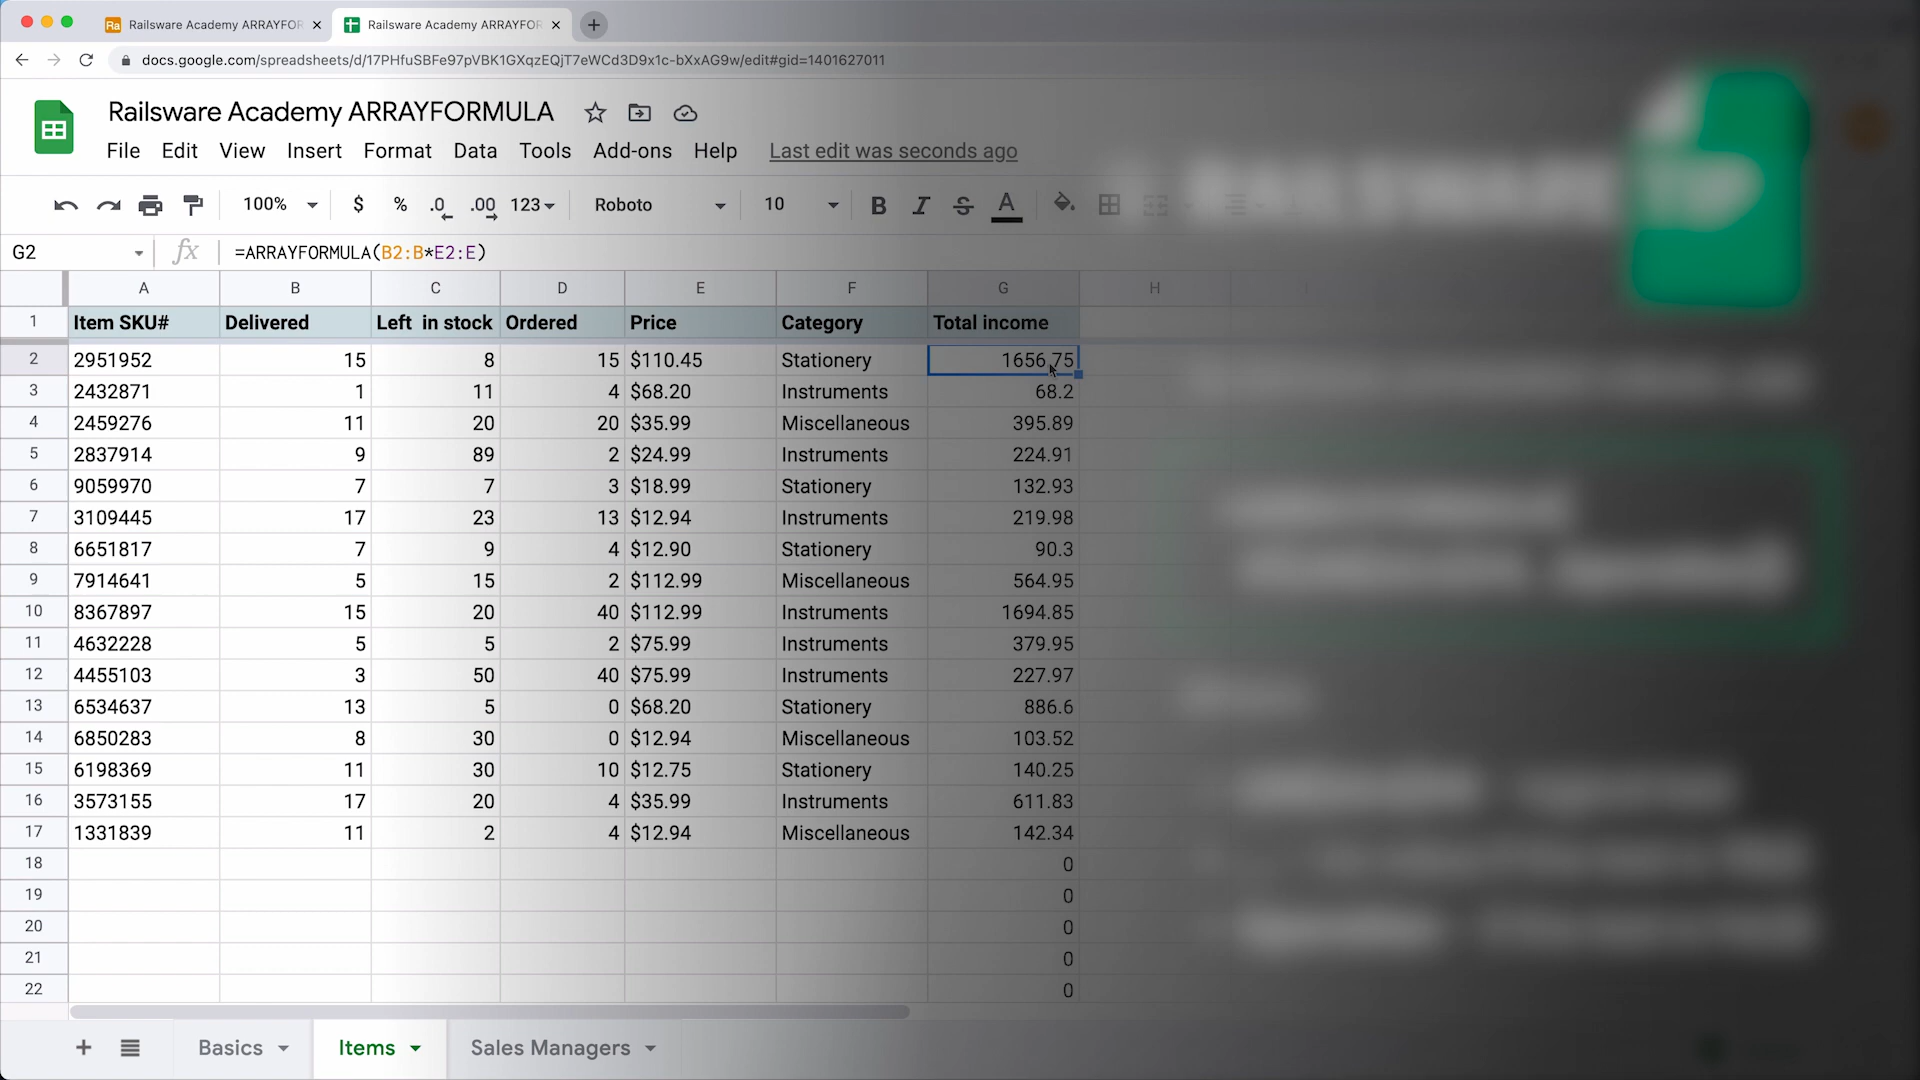 Ra Railsware Academy ARRAYFOR
Railsware Academy ARRAYFOR
docs.google.com/spreadsheets/d/17PHfuSBFe97pVBK1GXqzEQjT7eWCd3D9x1c-bXxAG9w/edit#gid=1401627011
Railsware Academy ARRAYFORMULA
File Edit View Insert Format Data Tools Add-ons Help Last edit was seconds ago
100% $ % .0 .00 123 Roboto 10 B I S A
G2 fx =ARRAYFORMULA(B2:B*E2:E)
A B C D E F G H
1 Item SKU# Delivered Left in stock Ordered Price Category Total income
2 2951952 15 8 15 $110.45 Stationery 1656.75
3 2432871 1 11 4 $68.20 Instruments 68.2
4 2459276 11 20 20 $35.99 Miscellaneous 395.89
5 2837914 9 89 2 $24.99 Instruments 224.91
6 9059970 7 7 3 $18.99 Stationery 132.93
7 3109445 17 23 13 $12.94 Instruments 219.98
8 6651817 7 9 4 $12.90 Stationery 90.3
9 7914641 5 15 2 $112.99 Miscellaneous 564.95
10 8367897 15 20 40 $112.99 Instruments 1694.85
11 4632228 5 5 2 $75.99 Instruments 379.95
12 4455103 3 50 40 $75.99 Instruments 227.97
13 6534637 13 5 0 $68.20 Stationery 886.6
14 6850283 8 30 0 $12.94 Miscellaneous 103.52
15 6198369 11 30 10 $12.75 Stationery 140.25
16 3573155 17 20 4 $35.99 Instruments 611.83
17 1331839 11 2 4 $12.94 Miscellaneous 142.34
18 0
19 0
20 0
21 0
22 0
Basics Items Sales Managers
RAILSWARE TIP